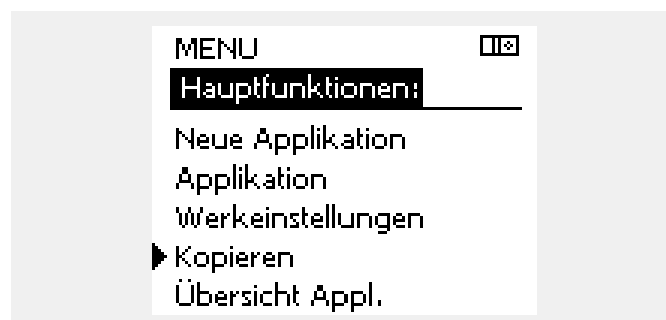 MENU
Hauptfunktionen:
Neue Applikation
Applikation
Werkeinstellungen
Kopieren
Übersicht Appl.